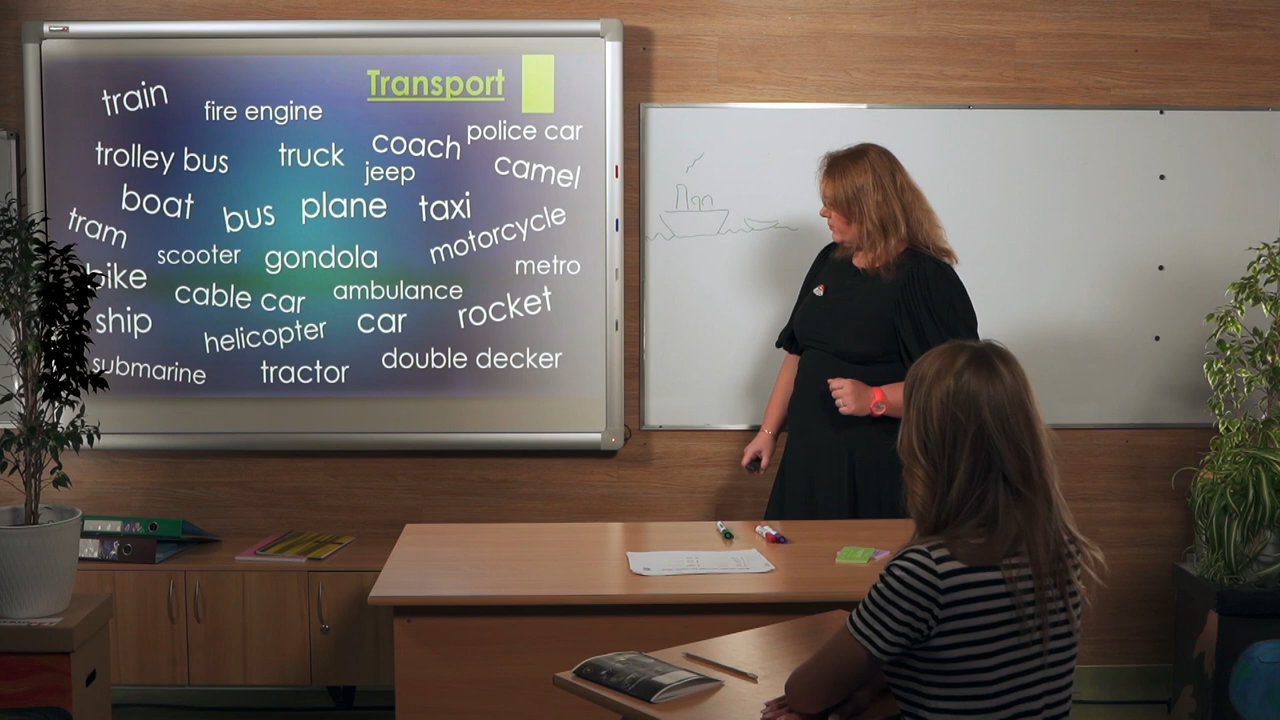 Transport
train
fire engine
police car
trolley bus
truck
coach
jeep
camel
boat
bus
plane
taxi
tram
scooter
gondola
motorcycle
metro
bike
cable car
ambulance
ship
helicopter
car
rocket
submarine
tractor
double decker